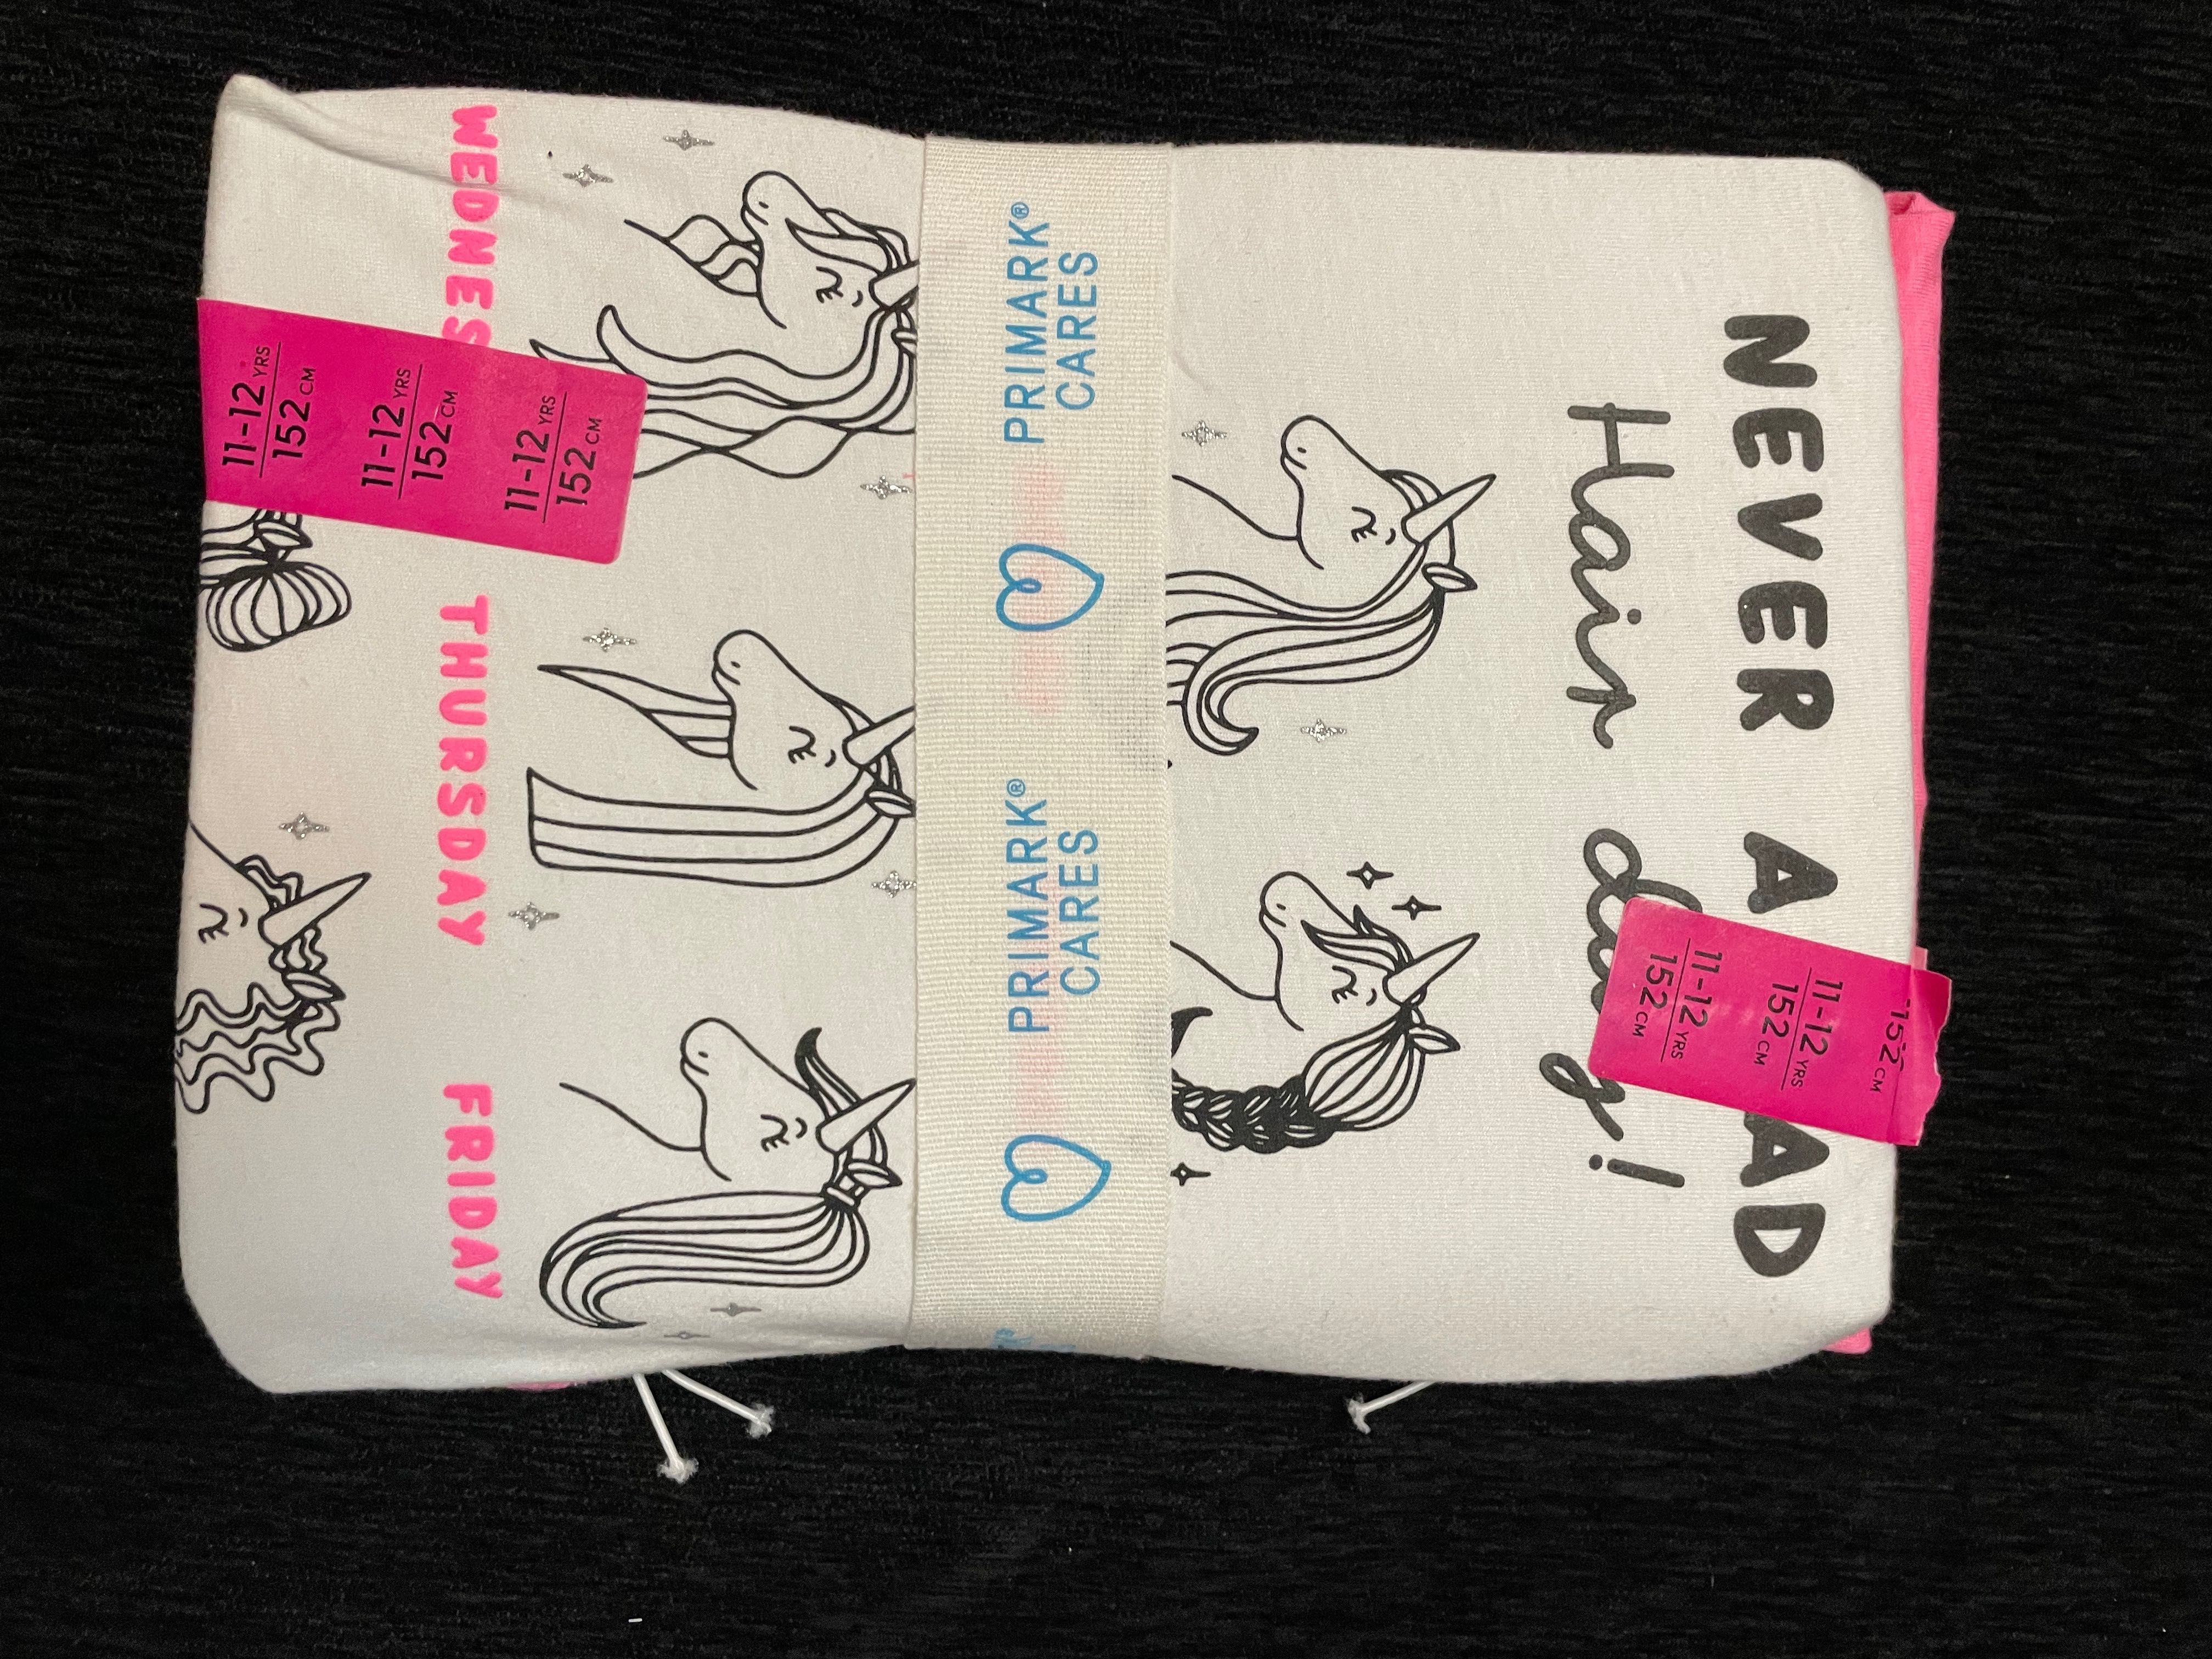 NEVER A AD
Hair day!
WEDNES
THURSDAY
FRIDAY
PRIMARK®
CARES
PRIMARK®
CARES
11-12 YRS
152 CM
11-12 YRS
152 CM
11-12 YRS
152 CM
152 CM
11-12 YRS
152 CM
11-12 YRS
152 CM